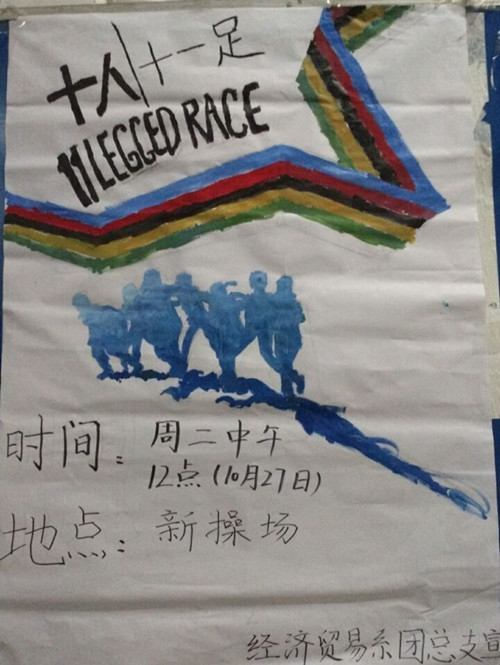 十人十一足
11 LEGGED RACE
时间：周二中午
12点（10月27日）
地点：新操场
经济贸易系团总支宣